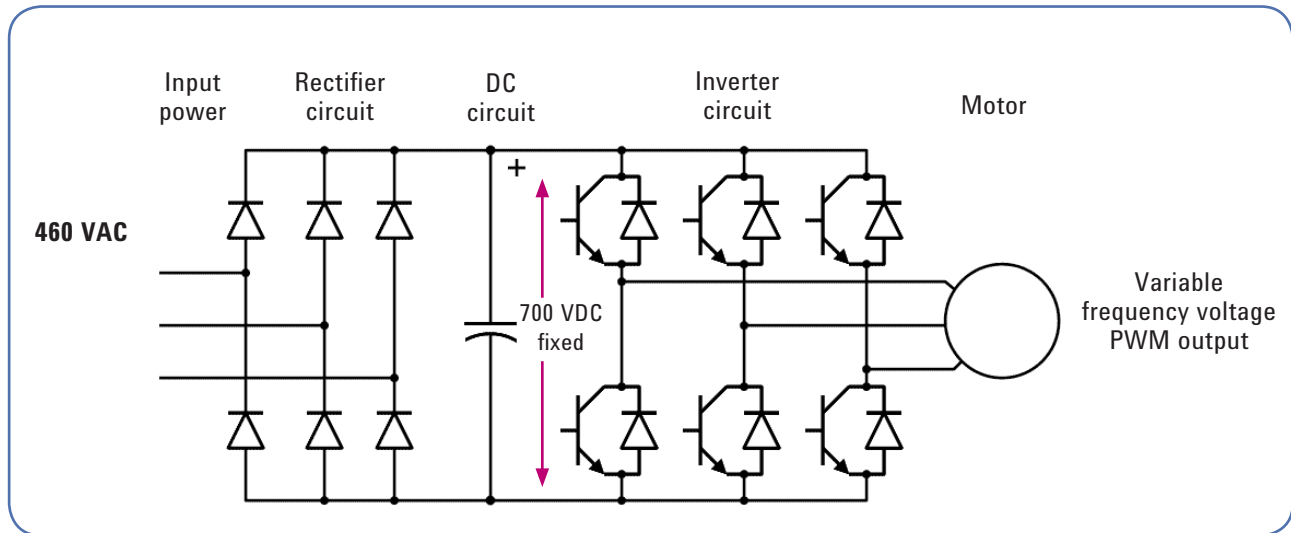 Input
power
Rectifier
circuit
DC
circuit
Inverter
circuit
Motor
460 VAC
+
700 VDC
fixed
Variable
frequency voltage
PWM output